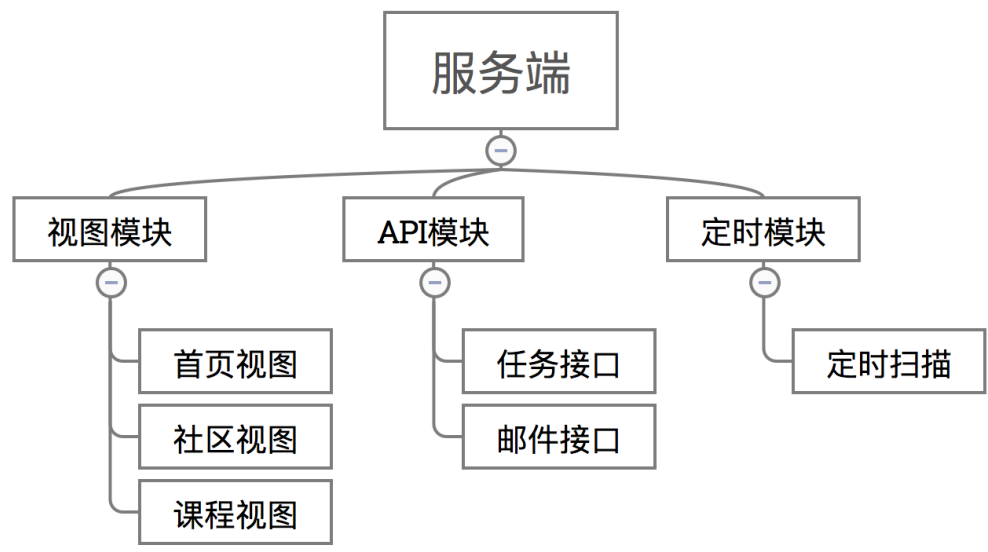 服务端
视图模块
API模块
定时模块
首页视图
任务接口
定时扫描
社区视图
邮件接口
课程视图